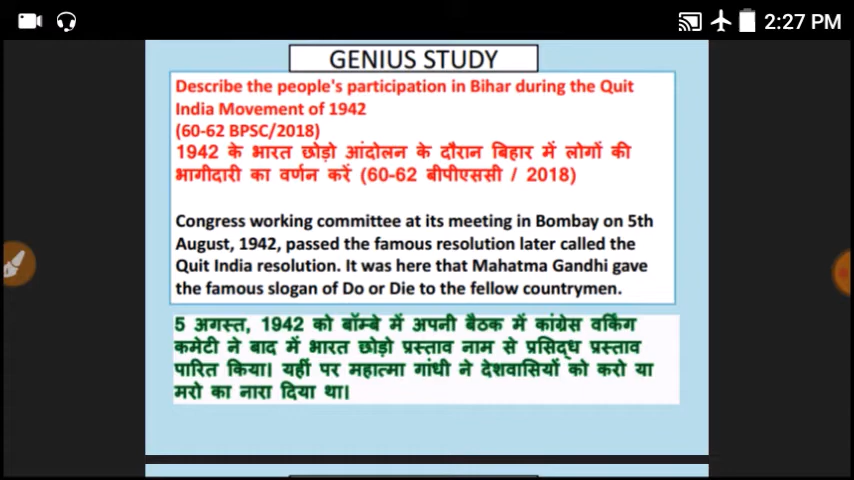 2:27 PM
GENIUS STUDY
Describe the people's participation in Bihar during the Quit
India Movement of 1942
(60-62 BPSC/2018)
1942 के भारत छोड़ो आंदोलन के दौरान बिहार में लोगों की
भागीदारी का वर्णन करें (60-62 बीपीएससी / 2018)
Congress working committee at its meeting in Bombay on 5th
August, 1942, passed the famous resolution later called the
Quit India resolution. It was here that Mahatma Gandhi gave
the famous slogan of Do or Die to the fellow countrymen.
5 अगस्त, 1942 को बॉम्बे में अपनी बैठक में कांग्रेस वर्किंग
कमेटी ने बाद में भारत छोड़ो प्रस्ताव नाम से प्रसिद्ध प्रस्ताव
पारित किया। यहीं पर महात्मा गांधी ने देशवासियों को करो या
मरो का नारा दिया था।